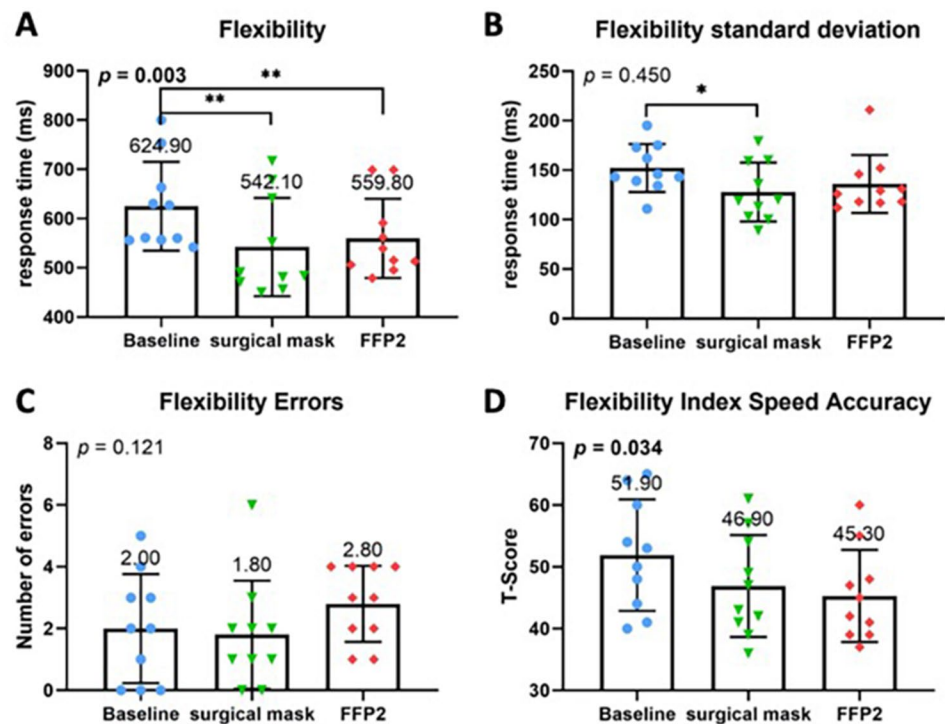 A
Flexibility
response time (ms)
900
800
700
600
500
400
p = 0.003
**
**
624.90
542.10
559.80
Baseline
surgical mask
FFP2
B
Flexibility standard deviation
response time (ms)
250
200
150
100
50
0
p = 0.450
*
Baseline
surgical mask
FFP2
C
Flexibility Errors
Number of errors
8
6
4
2
0
p = 0.121
2.00
1.80
2.80
Baseline
surgical mask
FFP2
D
Flexibility Index Speed Accuracy
T-Score
70
60
50
40
30
p = 0.034
51.90
46.90
45.30
Baseline
surgical mask
FFP2